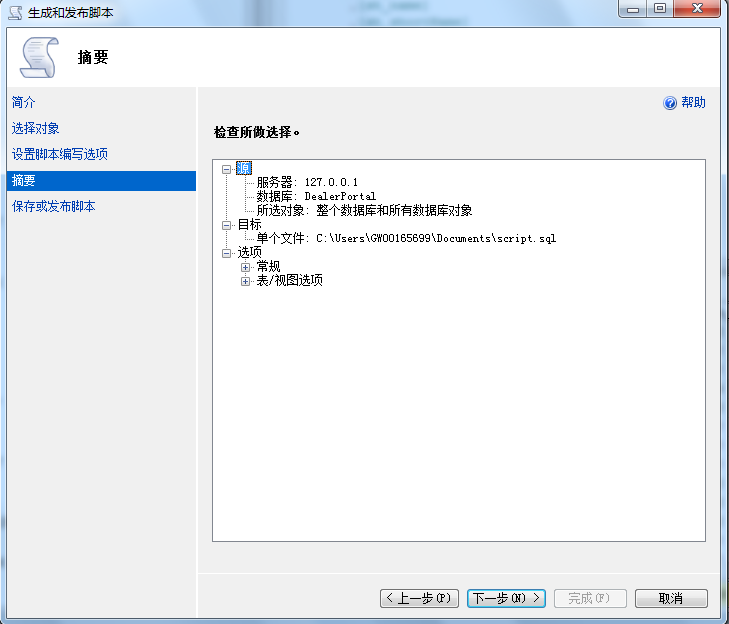 生成和发布脚本
摘要
简介
选择对象
设置脚本编写选项
摘要
保存或发布脚本
帮助
检查所做选择。
源
服务器: 127.0.0.1
数据库: DealerPortal
所选对象: 整个数据库和所有数据库对象
目标
单个文件: C:\Users\GW00165699\Documents\script.sql
选项
常规
表/视图选项
< 上一步(P)
下一步(N) >
完成(F)
取消